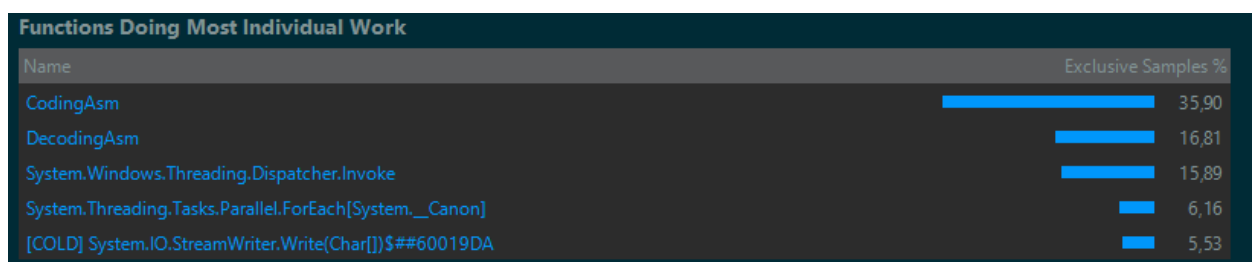 Functions Doing Most Individual Work
Name Exclusive Samples %
CodingAsm 35,90
DecodingAsm 16,81
System.Windows.Threading.Dispatcher.Invoke 15,89
System.Threading.Tasks.Parallel.ForEach[System.__Canon] 6,16
[COLD] System.IO.StreamWriter.Write(Char[])$##60019DA 5,53